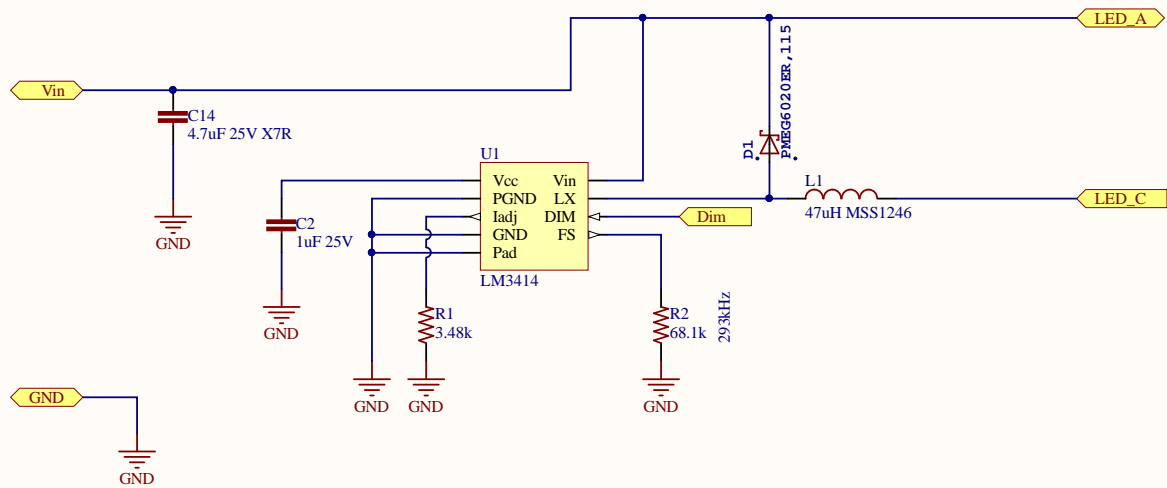 LED_A
PMEG6020ER,115
D1
Vin
C14
4.7uF 25V X7R
GND
U1
Vcc
PGND
Iadj
GND
Pad
Vin
LX
DIM
FS
LM3414
C2
1uF 25V
GND
L1
47uH MSS1246
LED_C
Dim
R1
3.48k
GND
GND
R2
68.1k
293kHz
GND
GND
GND